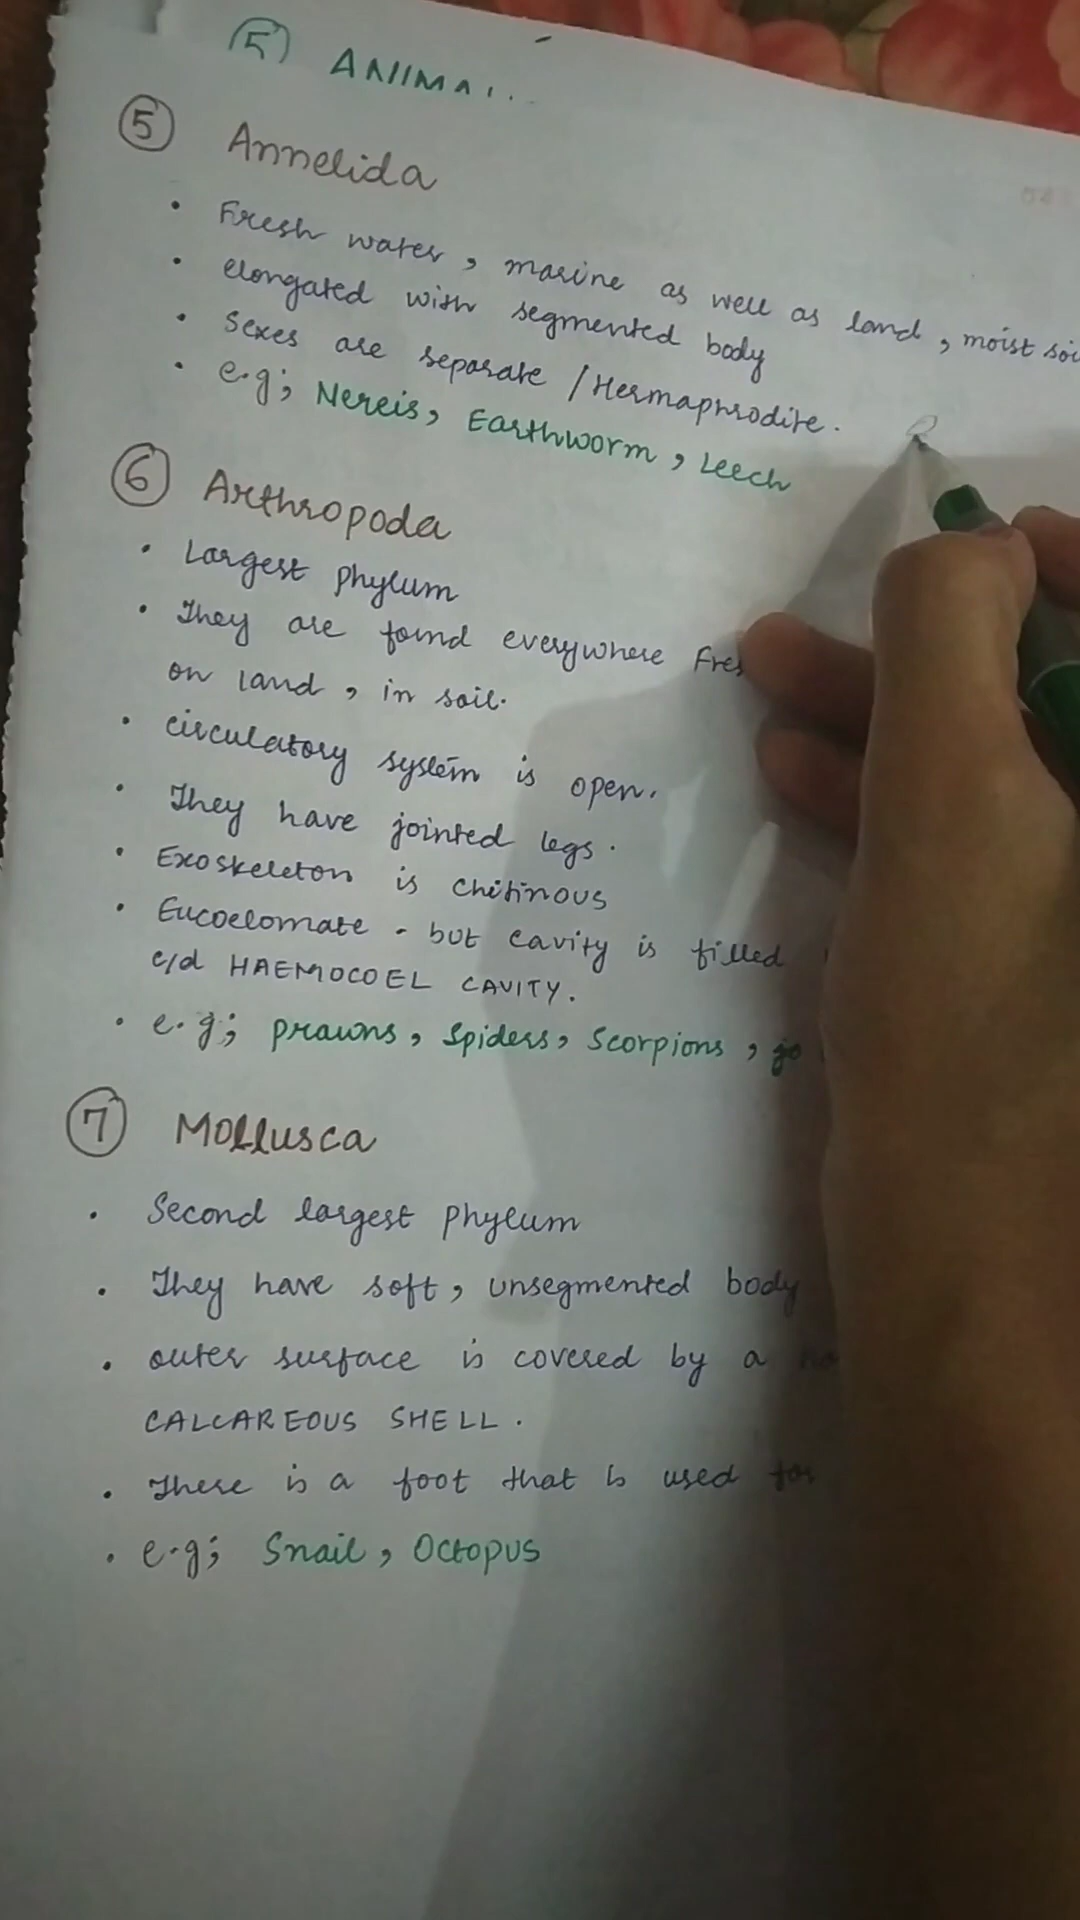 (5) ANIMAL
5 Annelida
• Fresh water, marine as well as land, moist
• elongated with segmented body
• Sexes are separate / Hermaphrodite.
• e.g; Nereis, Earthworm, Leech
6 Arthropoda
• Largest phylum
• They are found everywhere
on land, in soil.
• circulatory system is open.
• They have jointed legs.
• Exoskeleton is chitinous
• Eucoelomate - but cavity is filled
c/d HAEMOCOEL CAVITY.
• e.g; Prawns, Spiders, Scorpions,
7 Mollusca
• Second largest phylum
• They have soft, unsegmented body
• outer surface is covered by a
CALCAREOUS SHELL.
• There is a foot that is used for
• e.g; Snail, Octopus